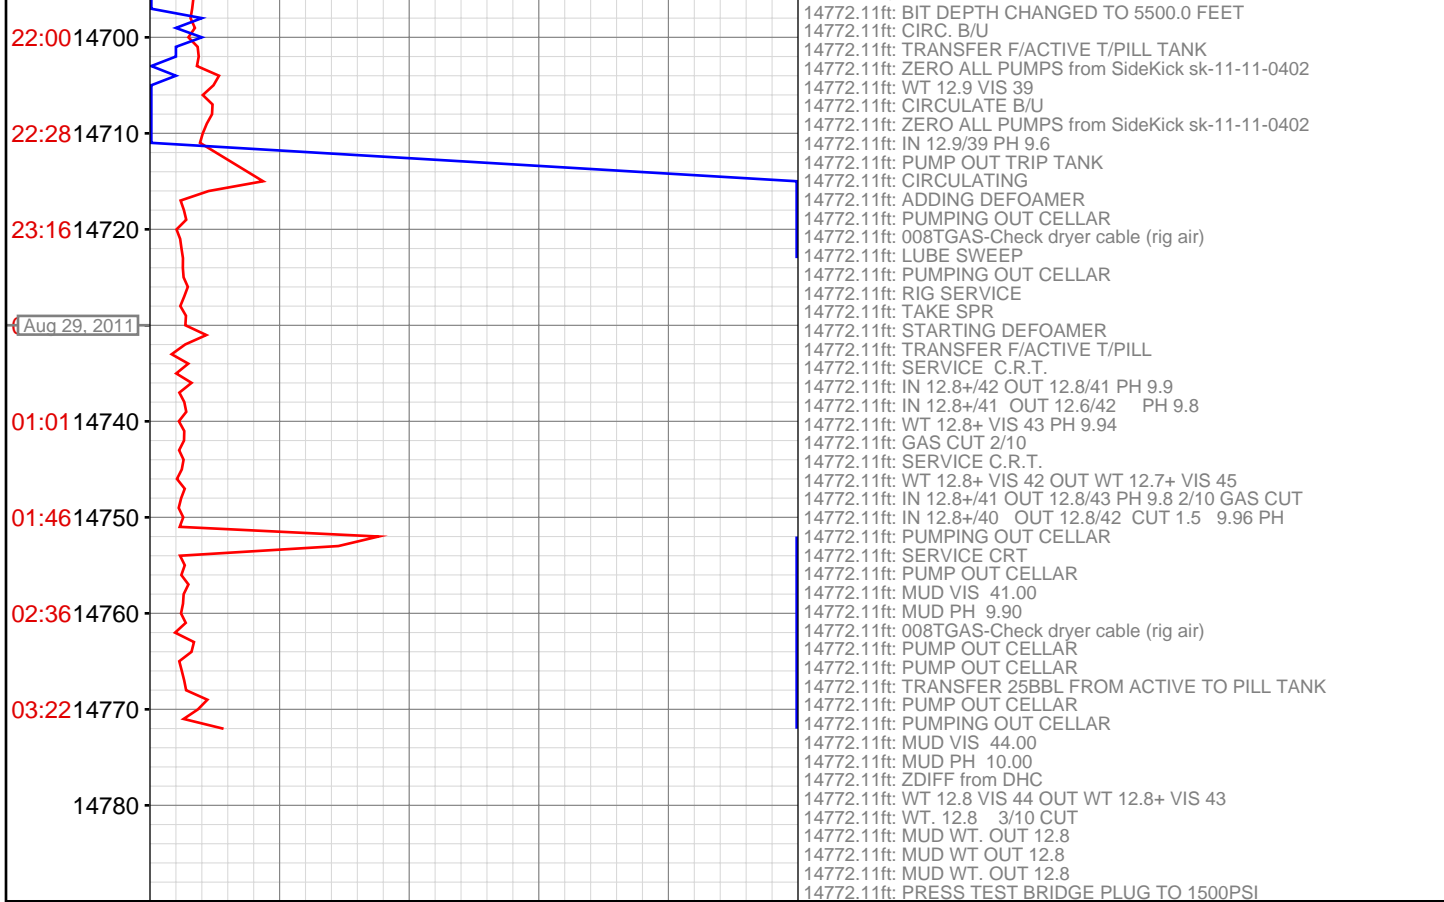 22:00 14700
22:28 14710
23:16 14720
Aug 29, 2011
01:01 14740
01:46 14750
02:36 14760
03:22 14770
14780
14772.11ft: BIT DEPTH CHANGED TO 5500.0 FEET
14772.11ft: CIRC. B/U
14772.11ft: TRANSFER F/ACTIVE T/PILL TANK
14772.11ft: ZERO ALL PUMPS from SideKick sk-11-11-0402
14772.11ft: WT 12.9 VIS 39
14772.11ft: CIRCULATE B/U
14772.11ft: ZERO ALL PUMPS from SideKick sk-11-11-0402
14772.11ft: IN 12.9/39 PH 9.6
14772.11ft: PUMP OUT TRIP TANK
14772.11ft: CIRCULATING
14772.11ft: ADDING DEFOAMER
14772.11ft: PUMPING OUT CELLAR
14772.11ft: 008TGAS-Check dryer cable (rig air)
14772.11ft: LUBE SWEEP
14772.11ft: PUMPING OUT CELLAR
14772.11ft: RIG SERVICE
14772.11ft: TAKE SPR
14772.11ft: STARTING DEFOAMER
14772.11ft: TRANSFER F/ACTIVE T/PILL
14772.11ft: SERVICE  C.R.T.
14772.11ft: IN 12.8+/42 OUT 12.8/41 PH 9.9
14772.11ft: IN 12.8+/41  OUT 12.6/42     PH 9.8
14772.11ft: WT 12.8+ VIS 43 PH 9.94
14772.11ft: GAS CUT 2/10
14772.11ft: SERVICE C.R.T.
14772.11ft: WT 12.8+ VIS 42 OUT WT 12.7+ VIS 45
14772.11ft: IN 12.8+/41 OUT 12.8/43 PH 9.8 2/10 GAS CUT
14772.11ft: IN 12.8+/40   OUT 12.8/42  CUT 1.5   9.96 PH
14772.11ft: PUMPING OUT CELLAR
14772.11ft: SERVICE CRT
14772.11ft: PUMP OUT CELLAR
14772.11ft: MUD VIS  41.00
14772.11ft: MUD PH  9.90
14772.11ft: 008TGAS-Check dryer cable (rig air)
14772.11ft: PUMP OUT CELLAR
14772.11ft: PUMP OUT CELLAR
14772.11ft: TRANSFER 25BBL FROM ACTIVE TO PILL TANK
14772.11ft: PUMP OUT CELLAR
14772.11ft: PUMPING OUT CELLAR
14772.11ft: MUD VIS  44.00
14772.11ft: MUD PH  10.00
14772.11ft: ZDIFF from DHC
14772.11ft: WT 12.8 VIS 44 OUT WT 12.8+ VIS 43
14772.11ft: WT. 12.8    3/10 CUT
14772.11ft: MUD WT. OUT 12.8
14772.11ft: MUD WT OUT 12.8
14772.11ft: MUD WT. OUT 12.8
14772.11ft: PRESS TEST BRIDGE PLUG TO 1500PSI